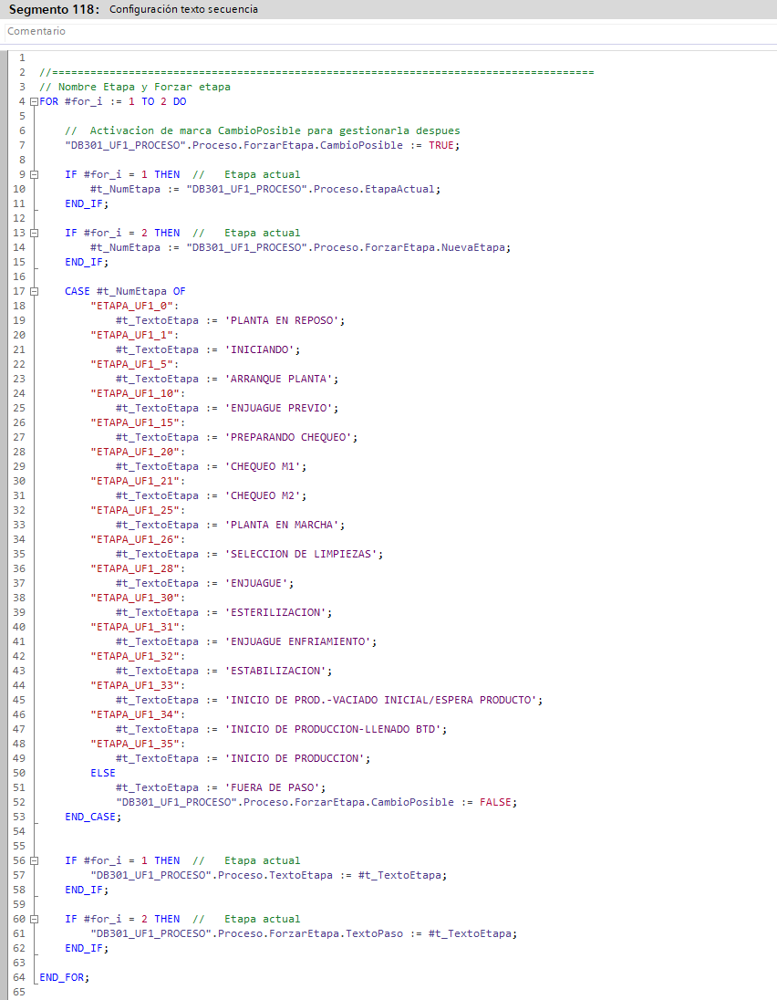 Segmento 118: Configuración texto secuencia
Comentario
1
2 //=====================================================================================
3 // Nombre Etapa y Forzar etapa
4 FOR #for_i := 1 TO 2 DO
5
6 // Activacion de marca CambioPosible para gestionarla despues
7 "DB301_UF1_PROCESO".Proceso.ForzarEtapa.CambioPosible := TRUE;
8
9 IF #for_i = 1 THEN // Etapa actual
10 #t_NumEtapa := "DB301_UF1_PROCESO".Proceso.EtapaActual;
11 END_IF;
12
13 IF #for_i = 2 THEN // Etapa actual
14 #t_NumEtapa := "DB301_UF1_PROCESO".Proceso.ForzarEtapa.NuevaEtapa;
15 END_IF;
16
17 CASE #t_NumEtapa OF
18 "ETAPA_UF1_0":
19 #t_TextoEtapa := 'PLANTA EN REPOSO';
20 "ETAPA_UF1_1":
21 #t_TextoEtapa := 'INICIANDO';
22 "ETAPA_UF1_5":
23 #t_TextoEtapa := 'ARRANQUE PLANTA';
24 "ETAPA_UF1_10":
25 #t_TextoEtapa := 'ENJUAGUE PREVIO';
26 "ETAPA_UF1_15":
27 #t_TextoEtapa := 'PREPARANDO CHEQUEO';
28 "ETAPA_UF1_20":
29 #t_TextoEtapa := 'CHEQUEO M1';
30 "ETAPA_UF1_21":
31 #t_TextoEtapa := 'CHEQUEO M2';
32 "ETAPA_UF1_25":
33 #t_TextoEtapa := 'PLANTA EN MARCHA';
34 "ETAPA_UF1_26":
35 #t_TextoEtapa := 'SELECCION DE LIMPIEZAS';
36 "ETAPA_UF1_28":
37 #t_TextoEtapa := 'ENJUAGUE';
38 "ETAPA_UF1_30":
39 #t_TextoEtapa := 'ESTERILIZACION';
40 "ETAPA_UF1_31":
41 #t_TextoEtapa := 'ENJUAGUE ENFRIAMIENTO';
42 "ETAPA_UF1_32":
43 #t_TextoEtapa := 'ESTABILIZACION';
44 "ETAPA_UF1_33":
45 #t_TextoEtapa := 'INICIO DE PROD.-VACIADO INICIAL/ESPERA PRODUCTO';
46 "ETAPA_UF1_34":
47 #t_TextoEtapa := 'INICIO DE PRODUCCION-LLENADO BTD';
48 "ETAPA_UF1_35":
49 #t_TextoEtapa := 'INICIO DE PRODUCCION';
50 ELSE
51 #t_TextoEtapa := 'FUERA DE PASO';
52 "DB301_UF1_PROCESO".Proceso.ForzarEtapa.CambioPosible := FALSE;
53 END_CASE;
54
55
56 IF #for_i = 1 THEN // Etapa actual
57 "DB301_UF1_PROCESO".Proceso.TextoEtapa := #t_TextoEtapa;
58 END_IF;
59
60 IF #for_i = 2 THEN // Etapa actual
61 "DB301_UF1_PROCESO".Proceso.ForzarEtapa.TextoPaso := #t_TextoEtapa;
62 END_IF;
63
64 END_FOR;
65